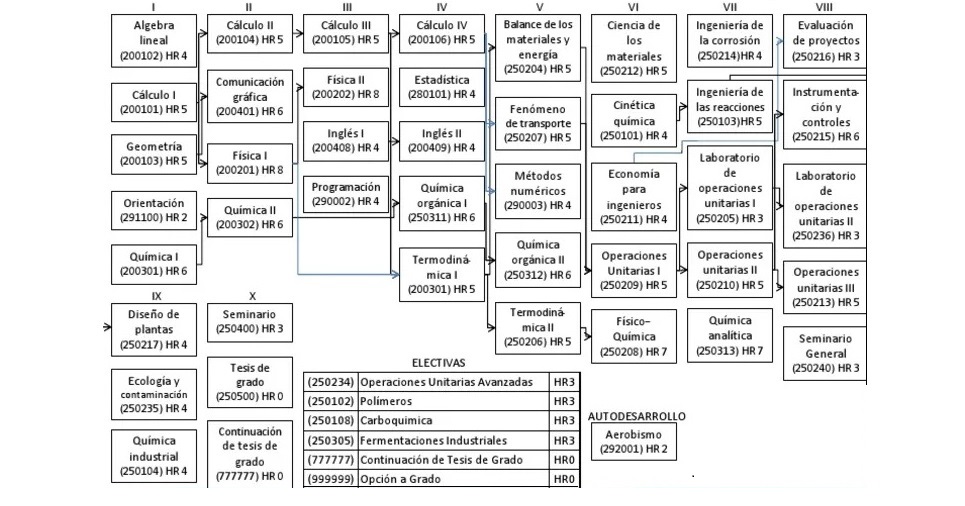 I
II
III
IV
V
VI
VII
VIII
Algebra
lineal
(200102) HR 4
Cálculo I
(200101) HR 5
Geometría
(200103) HR 5
Orientación
(291100) HR 2
Química I
(200301) HR 6
Cálculo II
(200104) HR 5
Comunicación
gráfica
(200401) HR 6
Física I
(200201) HR 8
Química II
(200302) HR 6
Cálculo III
(200105) HR 5
Física II
(200202) HR 8
Inglés I
(200408) HR 4
Programación
(290002) HR 4
Cálculo IV
(200106) HR 5
Estadística
(280101) HR 4
Inglés II
(200409) HR 4
Química
orgánica I
(250311) HR 6
Termodiná-
mica I
(200301) HR 5
Balance de los
materiales y
energía
(250204) HR 5
Fenómeno
de transporte
(250207) HR 5
Métodos
numéricos
(290003) HR 4
Química
orgánica II
(250312) HR 6
Termodiná-
mica II
(250206) HR 5
Ciencia de
los
materiales
(250212) HR 5
Cinética
química
(250101) HR 4
Economía
para
ingenieros
(250211) HR 4
Operaciones
Unitarias I
(250209) HR 5
Físico-
Química
(250208) HR 7
Ingeniería de
la corrosión
(250214)HR 4
Ingeniería de
las reacciones
(250103)HR 5
Laboratorio
de
operaciones
unitarias I
(250205) HR 3
Operaciones
unitarias II
(250210) HR 5
Química
analítica
(250313) HR 7
Evaluación
de proyectos
(250216) HR 3
Instrumenta-
ción y
controles
(250215) HR 6
Laboratorio
de
operaciones
unitarias II
(250236) HR 3
Operaciones
unitarias III
(250213) HR 5
Seminario
General
(250240) HR 3
IX
X
Diseño de
plantas
(250217) HR 4
Ecología y
contaminación
(250235) HR 4
Química
industrial
(250104) HR 4
Seminario
(250400) HR 3
Tesis de
grado
(250500) HR 0
Continuación
de tesis de
grado
(777777) HR 0
ELECTIVAS
(250234) Operaciones Unitarias Avanzadas HR3
(250102) Polímeros HR3
(250108) Carboquimica HR3
(250305) Fermentaciones Industriales HR3
(777777) Continuación de Tesis de Grado HR0
(999999) Opción a Grado HR0
AUTODESARROLLO
Aerobismo
(292001) HR 2